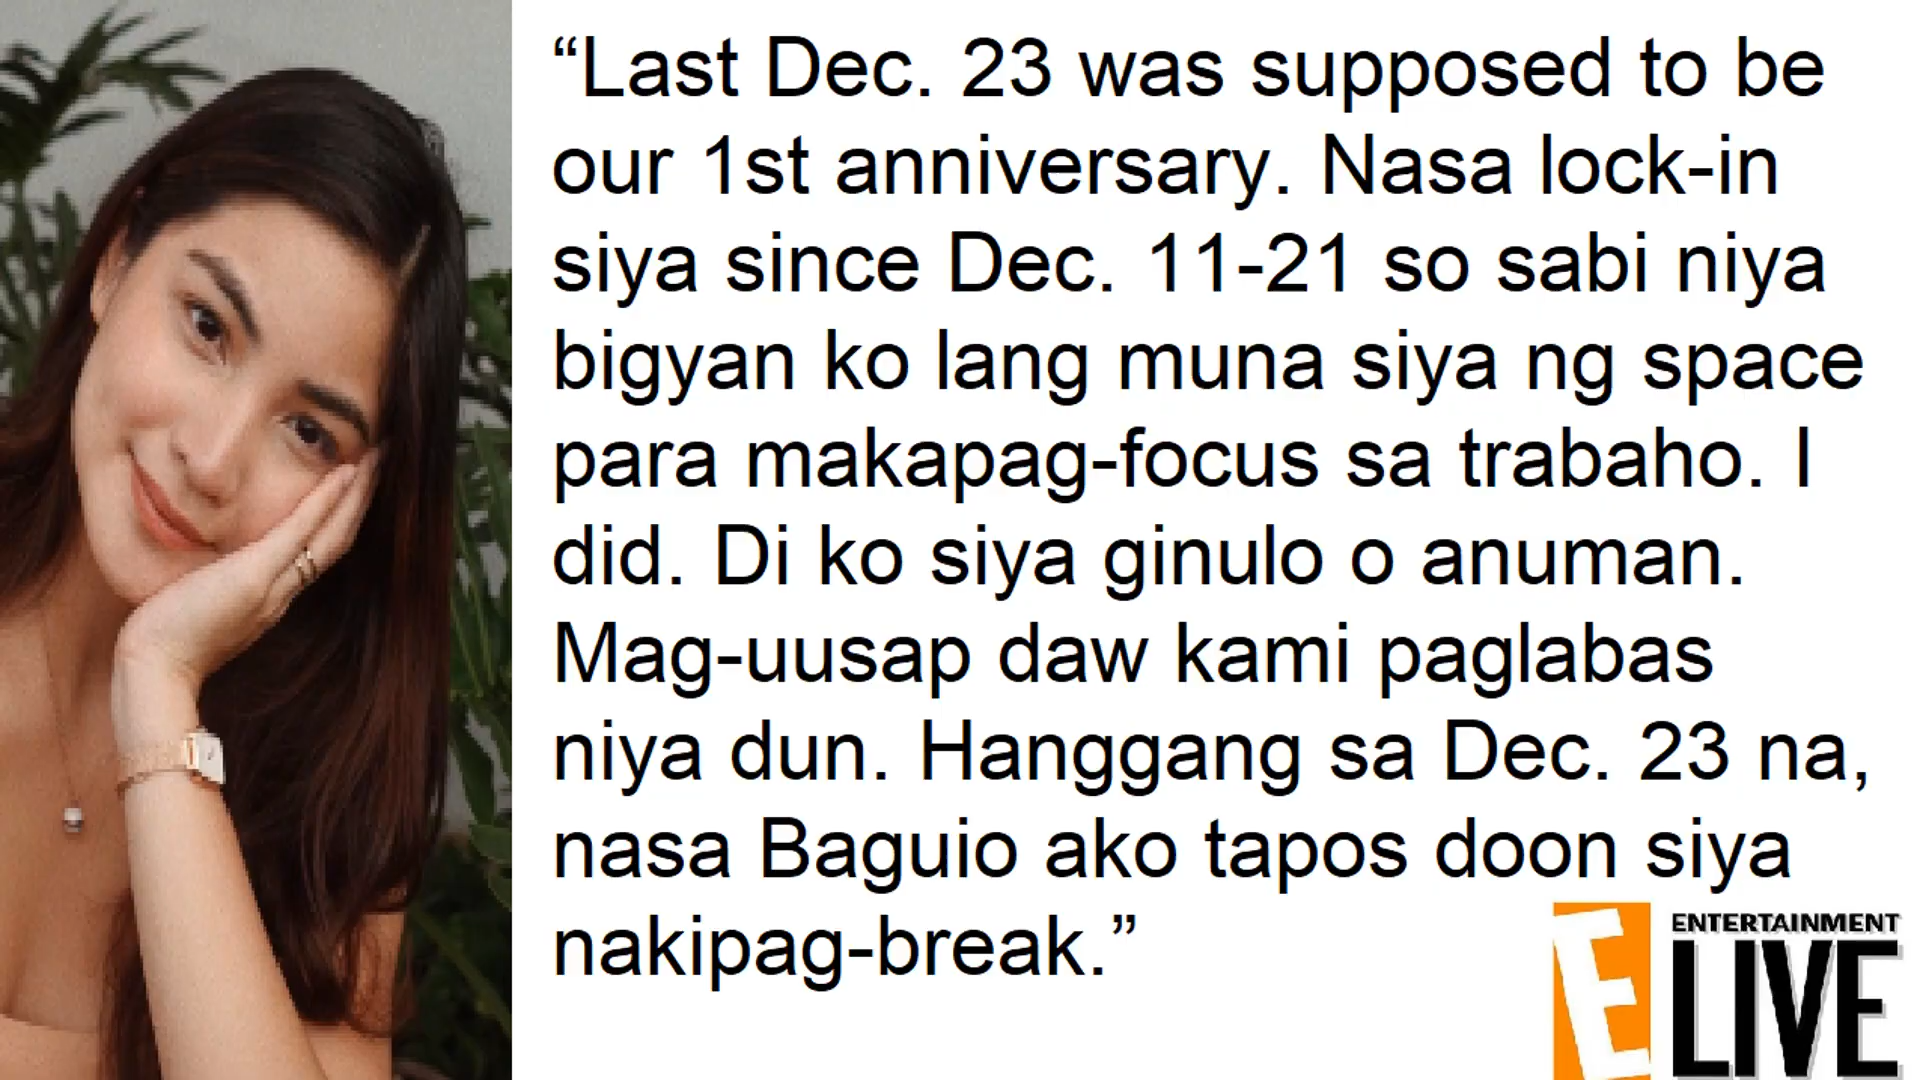 “Last Dec. 23 was supposed to be
our 1st anniversary. Nasa lock-in
siya since Dec. 11-21 so sabi niya
bigyan ko lang muna siya ng space
para makapag-focus sa trabaho. I
did. Di ko siya ginulo o anuman.
Mag-uusap daw kami paglabas
niya dun. Hanggang sa Dec. 23 na,
nasa Baguio ako tapos doon siya
nakipag-break.”
E
ENTERTAINMENT
LIVE